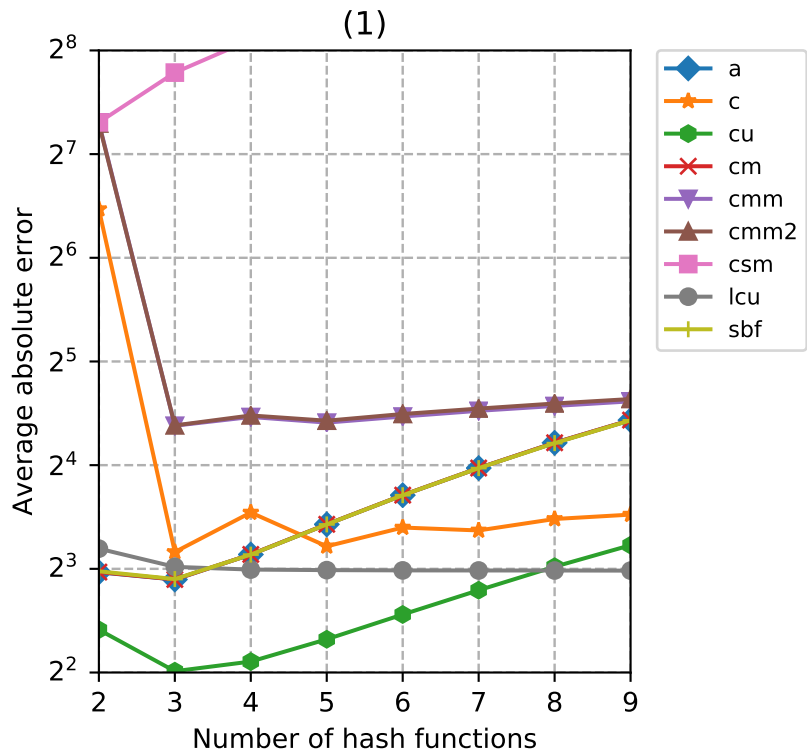 (1)
Average absolute error
2^8
2^7
2^6
2^5
2^4
2^3
2^2
2 3 4 5 6 7 8 9
Number of hash functions
a
c
cu
cm
cmm
cmm2
csm
lcu
sbf